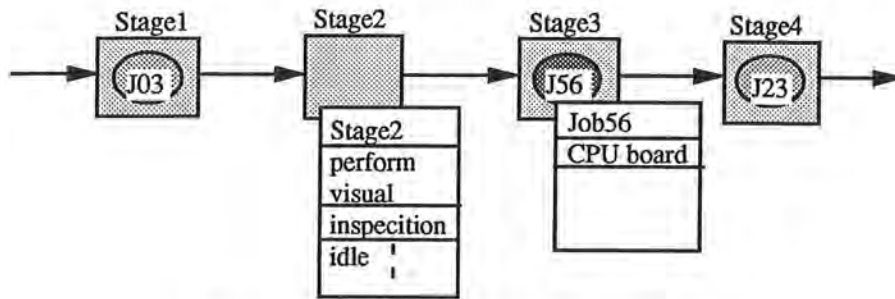 Stage1
Stage2
Stage3
Stage4
J03
J56
J23
Stage2
perform
visual
inspecition
idle
Job56
CPU board